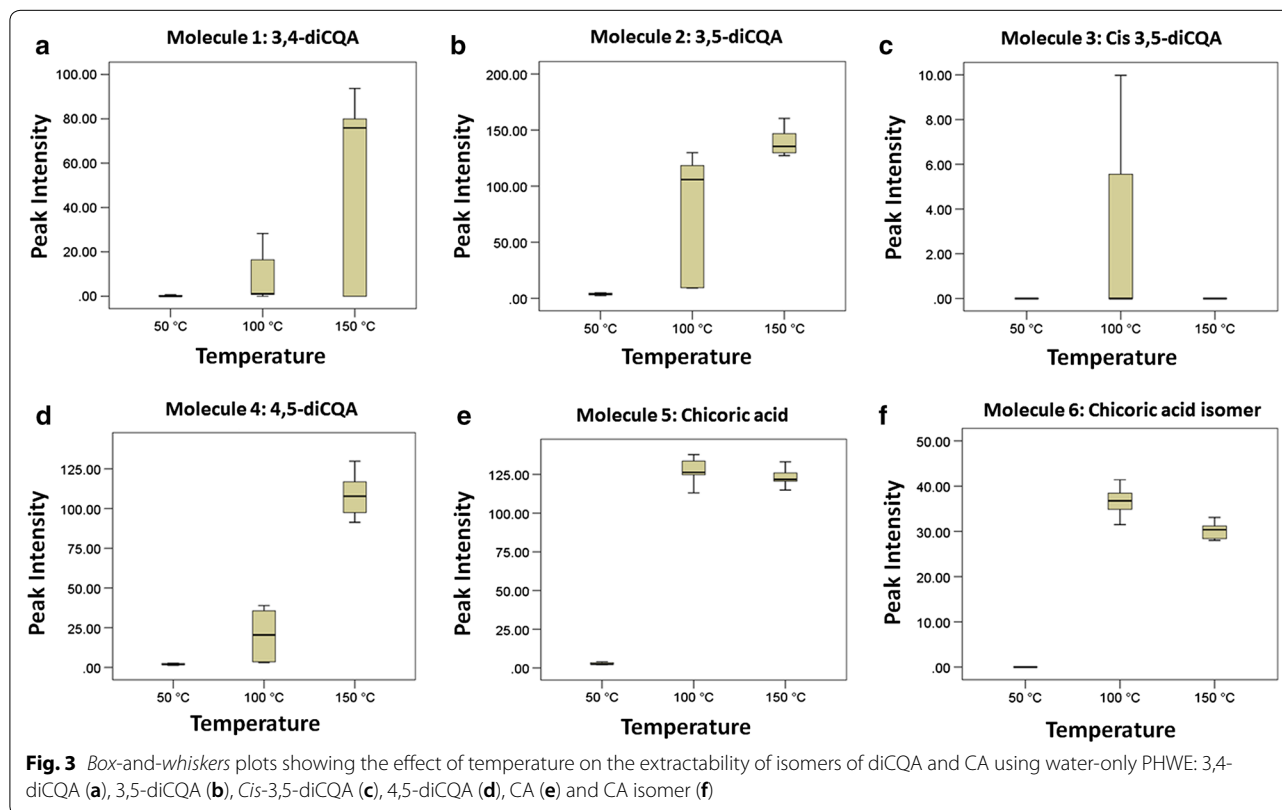 a
Molecule 1: 3,4-diCQA
Peak Intensity
100.00
80.00
60.00
40.00
20.00
.00
50 °C
100 °C
150 °C
Temperature
b
Molecule 2: 3,5-diCQA
Peak Intensity
200.00
150.00
100.00
50.00
.00
50 °C
100 °C
150 °C
Temperature
c
Molecule 3: Cis 3,5-diCQA
Peak Intensity
10.00
8.00
6.00
4.00
2.00
.00
50 °C
100 °C
150 °C
Temperature
d
Molecule 4: 4,5-diCQA
Peak Intensity
125.00
100.00
75.00
50.00
25.00
.00
50 °C
100 °C
150 °C
Temperature
e
Molecule 5: Chicoric acid
Peak Intensity
125.00
100.00
75.00
50.00
25.00
.00
50 °C
100 °C
150 °C
Temperature
f
Molecule 6: Chicoric acid isomer
Peak Intensity
50.00
40.00
30.00
20.00
10.00
.00
50 °C
100 °C
150 °C
Temperature
Fig. 3 Box-and-whiskers plots showing the effect of temperature on the extractability of isomers of diCQA and CA using water-only PHWE: 3,4-
diCQA (a), 3,5-diCQA (b), Cis-3,5-diCQA (c), 4,5-diCQA (d), CA (e) and CA isomer (f)